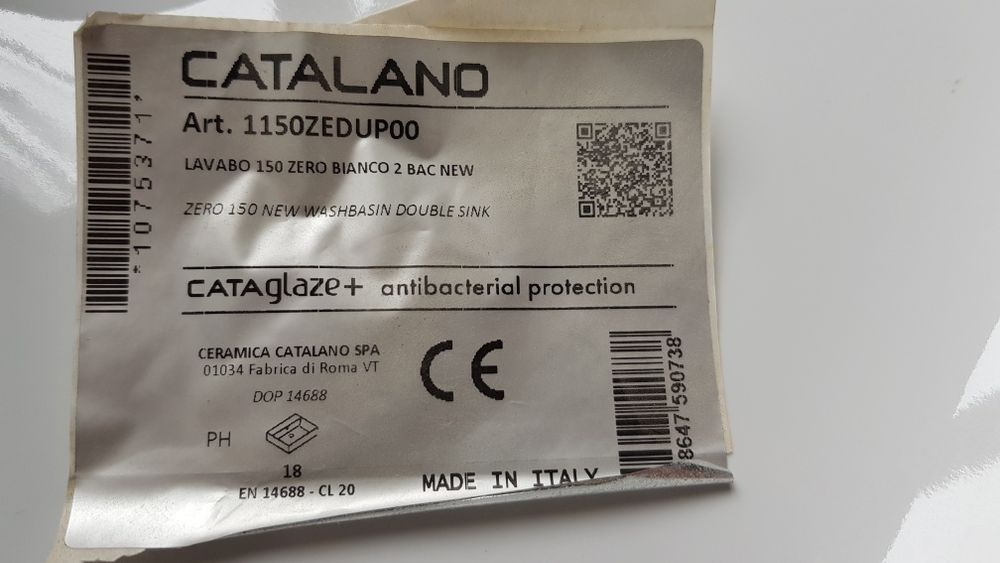 CATALANO
Art. 1150ZEDUP00
LAVABO 150 ZERO BIANCO 2 BAC NEW
ZERO 150 NEW WASHBASIN DOUBLE SINK
*1075371*
CATAglaze+ antibacterial protection
CERAMICA CATALANO SPA
01034 Fabrica di Roma VT
DOP 14688
CE
PH
18
EN 14688 - CL 20
MADE IN ITALY
8647 590738